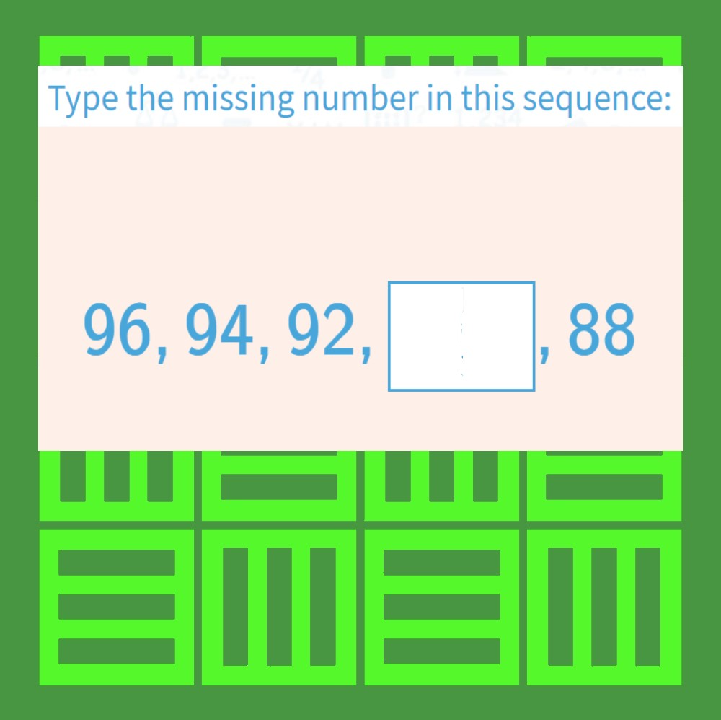 Type the missing number in this sequence:
96, 94, 92, , 88